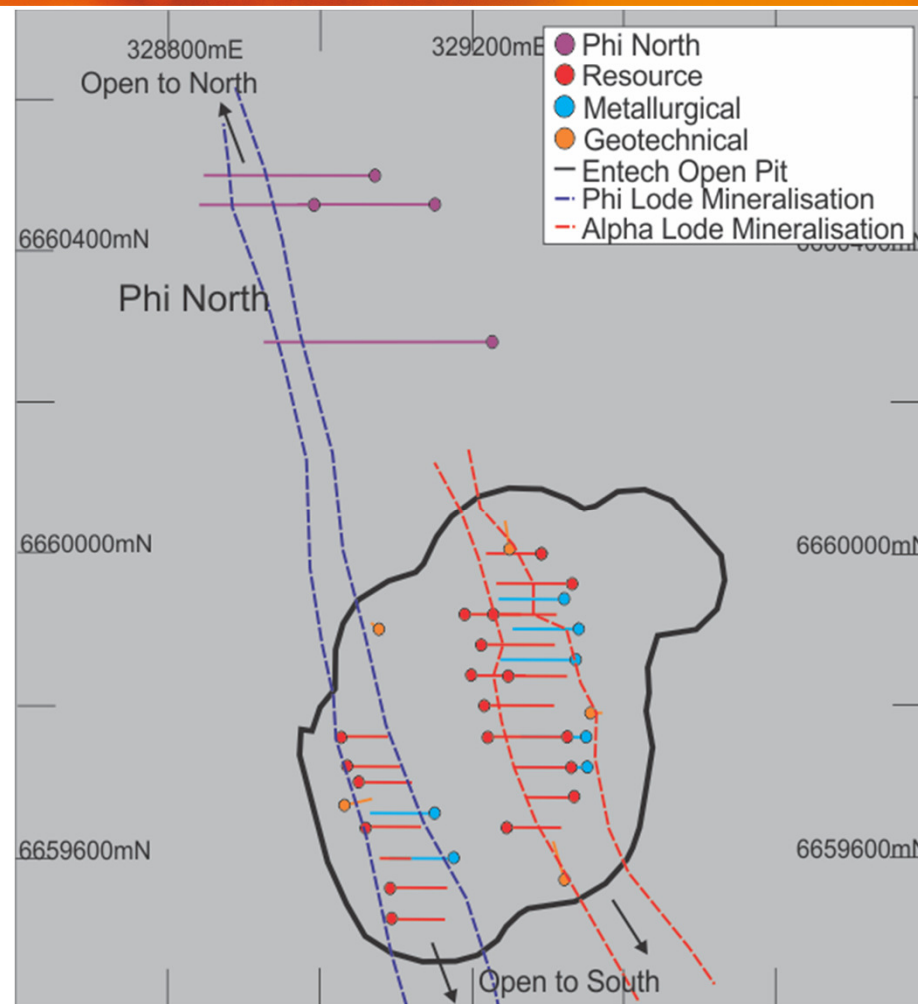 328800mE
329200mE
Open to North
Phi North
Resource
Metallurgical
Geotechnical
Entech Open Pit
Phi Lode Mineralisation
Alpha Lode Mineralisation
6660400mN
Phi North
6660000mN
6660000mN
6659600mN
6659600mN
Open to South